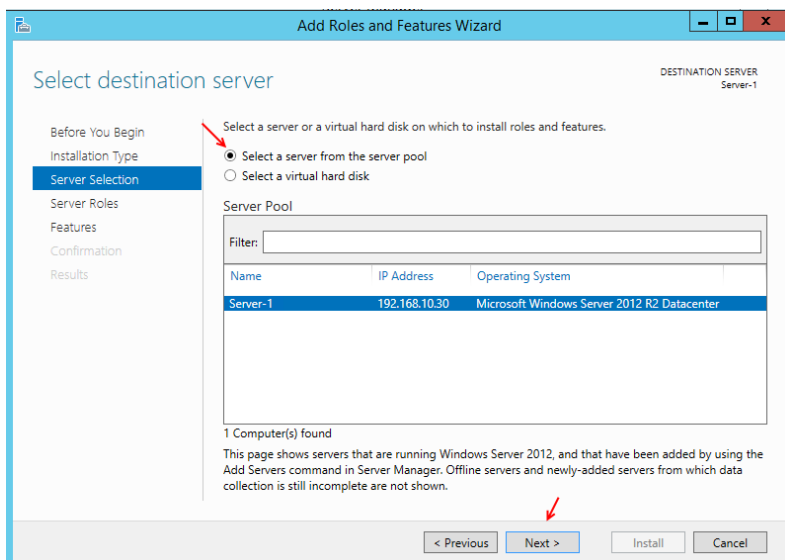 Add Roles and Features Wizard
Select destination server
DESTINATION SERVER
Server-1
Before You Begin
Installation Type
Server Selection
Server Roles
Features
Confirmation
Results
Select a server or a virtual hard disk on which to install roles and features.
Select a server from the server pool
Select a virtual hard disk
Server Pool
Filter:
Name IP Address Operating System
Server-1 192.168.10.30 Microsoft Windows Server 2012 R2 Datacenter
1 Computer(s) found
This page shows servers that are running Windows Server 2012, and that have been added by using the
Add Servers command in Server Manager. Offline servers and newly-added servers from which data
collection is still incomplete are not shown.
< Previous Next > Install Cancel